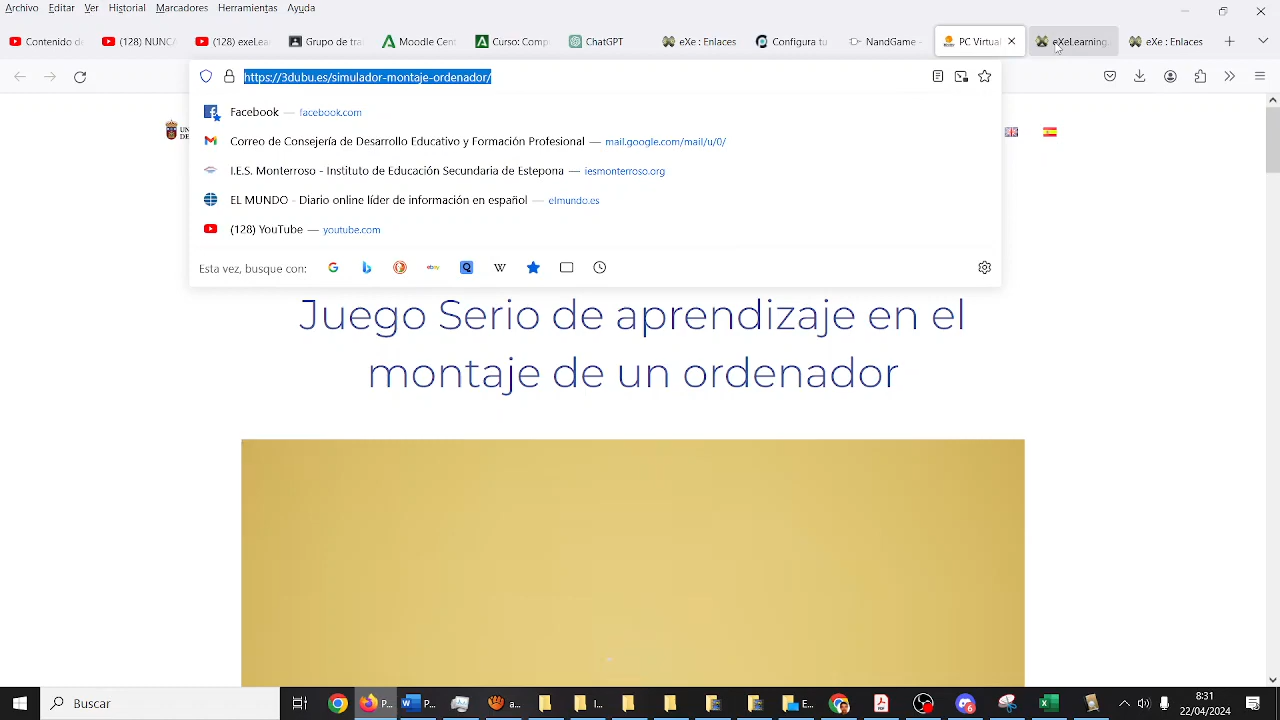 Archivo Editar Ver Historial Marcadores Herramientas Ayuda
Contenido de
(128) NUNC/
(128) exeLea
Grupo de tra
Moodle Cent
Curso: Comp
ChatGPT
eXe : Enlaces
Configura tu
NandGame
PC Virtual
eXeLearning.
eXe : Enlaces
https://3dubu.es/simulador-montaje-ordenador/
Facebook — facebook.com
Correo de Consejería de Desarrollo Educativo y Formación Profesional — mail.google.com/mail/u/0/
I.E.S. Monterroso - Instituto de Educación Secundaria de Estepona — iesmonterroso.org
EL MUNDO - Diario online líder de información en español — elmundo.es
(128) YouTube — youtube.com
Esta vez, busque con:
ebay
Juego Serio de aprendizaje en el
montaje de un ordenador
Buscar
8:31
22/04/2024